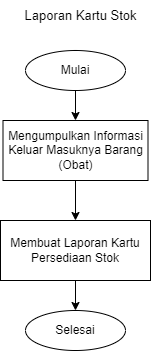 Laporan Kartu Stok
Mulai
Mengumpulkan Informasi
Keluar Masuknya Barang
(Obat)
Membuat Laporan Kartu
Persediaan Stok
Selesai